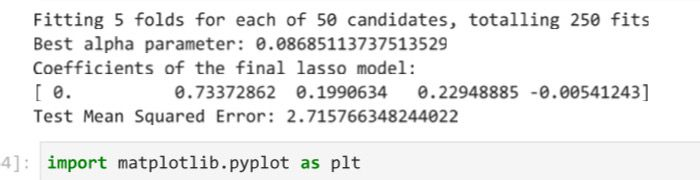 Fitting 5 folds for each of 50 candidates, totalling 250 fits
Best alpha parameter: 0.08685113737513529
Coefficients of the final lasso model:
[ 0.          0.73372862  0.1990634   0.22948885 -0.00541243]
Test Mean Squared Error: 2.715766348244022
4]: import matplotlib.pyplot as plt